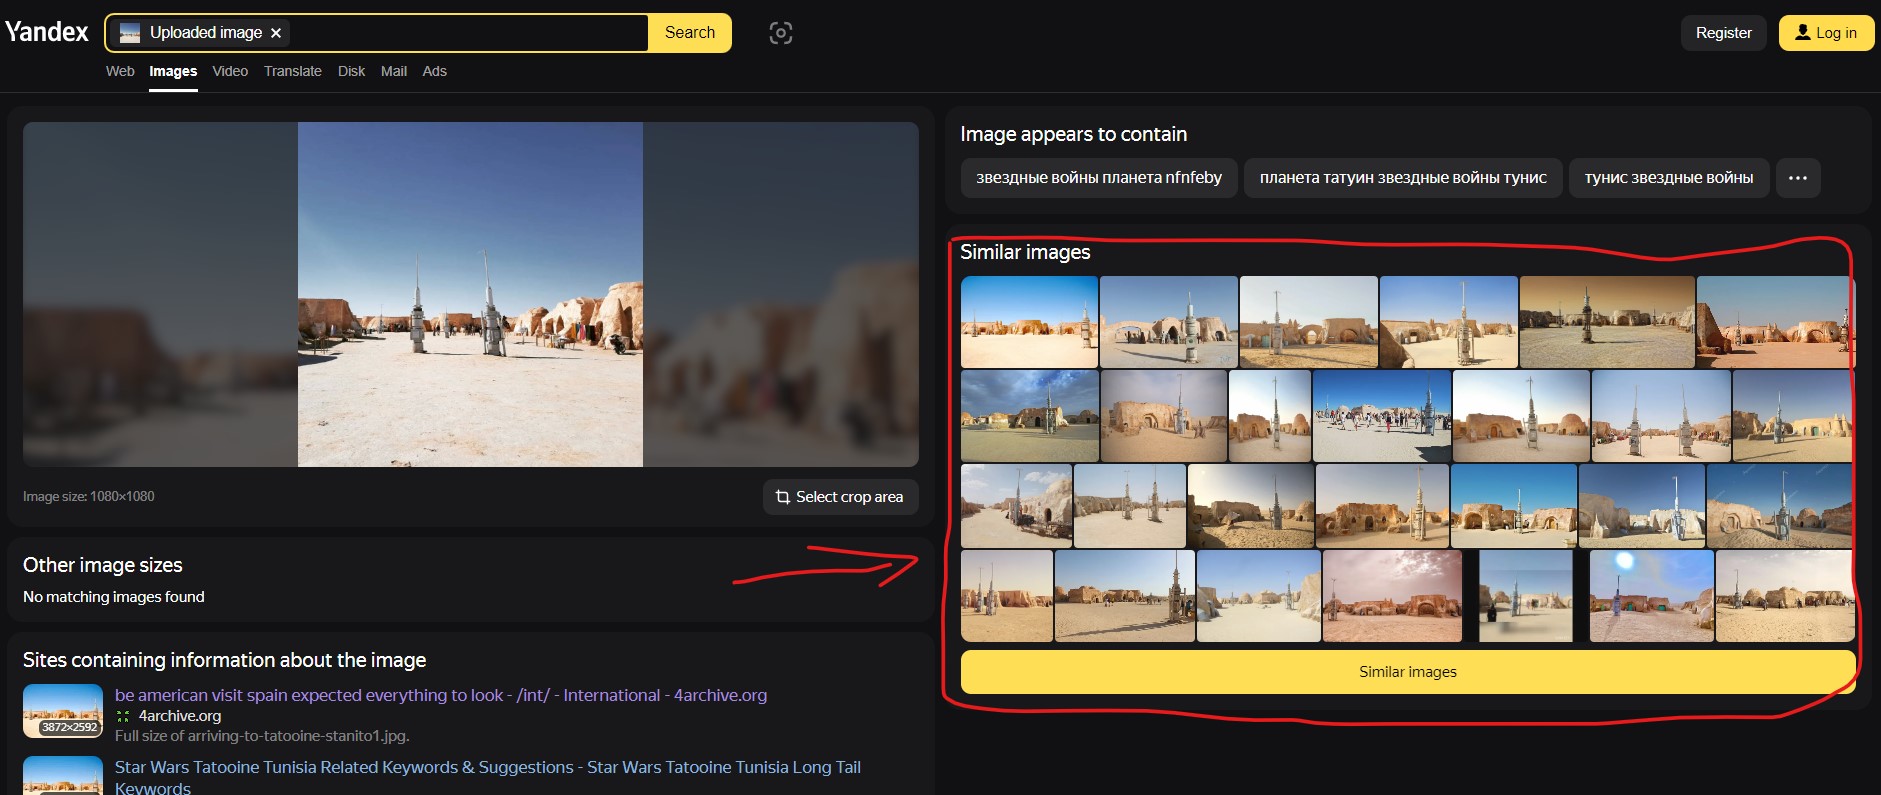 Yandex
Uploaded image ×
Search
Register
Log in
Web Images Video Translate Disk Mail Ads
Image size: 1080×1080
Select crop area
Other image sizes
No matching images found
Sites containing information about the image
3872×2592
be american visit spain expected everything to look - /int/ - International - 4archive.org
4archive.org
Full size of arriving-to-tatooine-stanito1.jpg.
Star Wars Tatooine Tunisia Related Keywords & Suggestions - Star Wars Tatooine Tunisia Long Tail
Keywords
Image appears to contain
звездные войны планета nfnfeby
планета татуин звездные войны тунис
тунис звездные войны
...
Similar images
Similar images